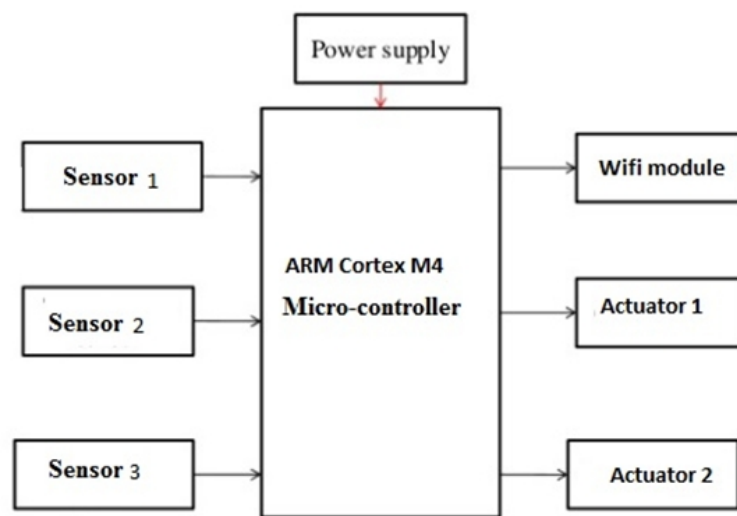 Power supply
Sensor 1
Wifi module
ARM Cortex M4
Micro-controller
Sensor 2
Actuator 1
Sensor 3
Actuator 2